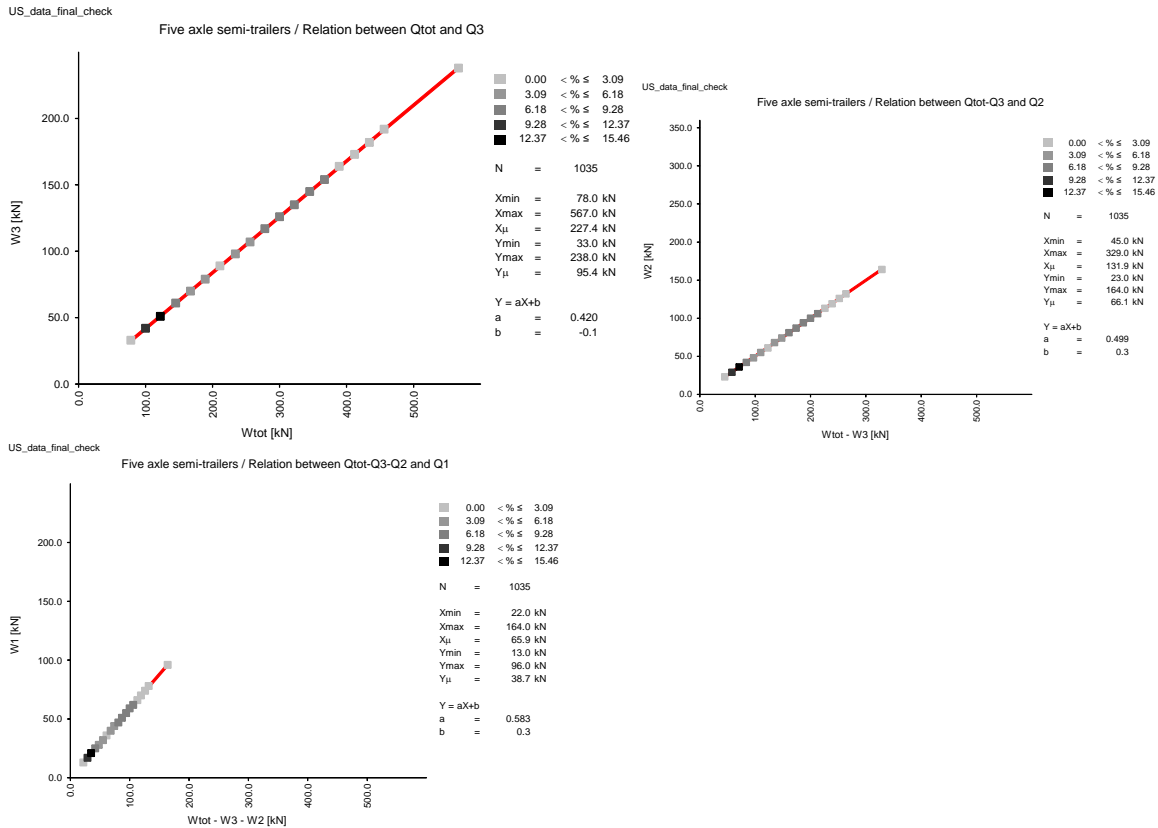 US_data_final_check
Five axle semi-trailers / Relation between Qtot and Q3
W3 [kN]
200.0
150.0
100.0
50.0
0.0
0.0 100.0 200.0 300.0 400.0 500.0
Wtot [kN]
0.00 < % ≤ 3.09
3.09 < % ≤ 6.18
6.18 < % ≤ 9.28
9.28 < % ≤ 12.37
12.37 < % ≤ 15.46
N = 1035
Xmin = 78.0 kN
Xmax = 567.0 kN
Xμ = 227.4 kN
Ymin = 33.0 kN
Ymax = 238.0 kN
Yμ = 95.4 kN
Y = aX+b
a = 0.420
b = -0.1
US_data_final_check
Five axle semi-trailers / Relation between Qtot-Q3 and Q2
W2 [kN]
350.0
300.0
250.0
200.0
150.0
100.0
50.0
0.0
0.0 100.0 200.0 300.0 400.0 500.0
Wtot - W3 [kN]
0.00 < % ≤ 3.09
3.09 < % ≤ 6.18
6.18 < % ≤ 9.28
9.28 < % ≤ 12.37
12.37 < % ≤ 15.46
N = 1035
Xmin = 45.0 kN
Xmax = 329.0 kN
Xμ = 131.9 kN
Ymin = 23.0 kN
Ymax = 164.0 kN
Yμ = 66.1 kN
Y = aX+b
a = 0.499
b = 0.3
US_data_final_check
Five axle semi-trailers / Relation between Qtot-Q3-Q2 and Q1
W1 [kN]
200.0
150.0
100.0
50.0
0.0
0.0 100.0 200.0 300.0 400.0 500.0
Wtot - W3 - W2 [kN]
0.00 < % ≤ 3.09
3.09 < % ≤ 6.18
6.18 < % ≤ 9.28
9.28 < % ≤ 12.37
12.37 < % ≤ 15.46
N = 1035
Xmin = 22.0 kN
Xmax = 164.0 kN
Xμ = 65.9 kN
Ymin = 13.0 kN
Ymax = 96.0 kN
Yμ = 38.7 kN
Y = aX+b
a = 0.583
b = 0.3